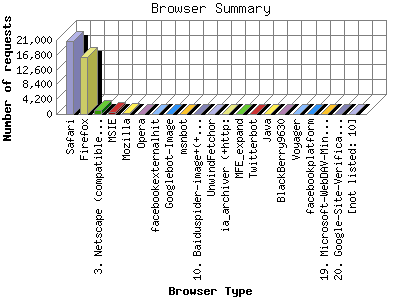 Browser Summary
Number of requests
21,000
16,800
12,600
8,400
4,200
0
Safari
Firefox
3. Netscape (compatible...
MSIE
Mozilla
Opera
facebookexternalhit
Googlebot-Image
msnbot
10. Baiduspider-image+(+...
UnwindFetchor
ia_archiver (+http:
MFE_expand
Twitterbot
Java
BlackBerry9630
Voyager
facebookplatform
19. Microsoft-WebDAV-Min...
20. Google-Site-Verifica...
[not listed: 10]
Browser Type